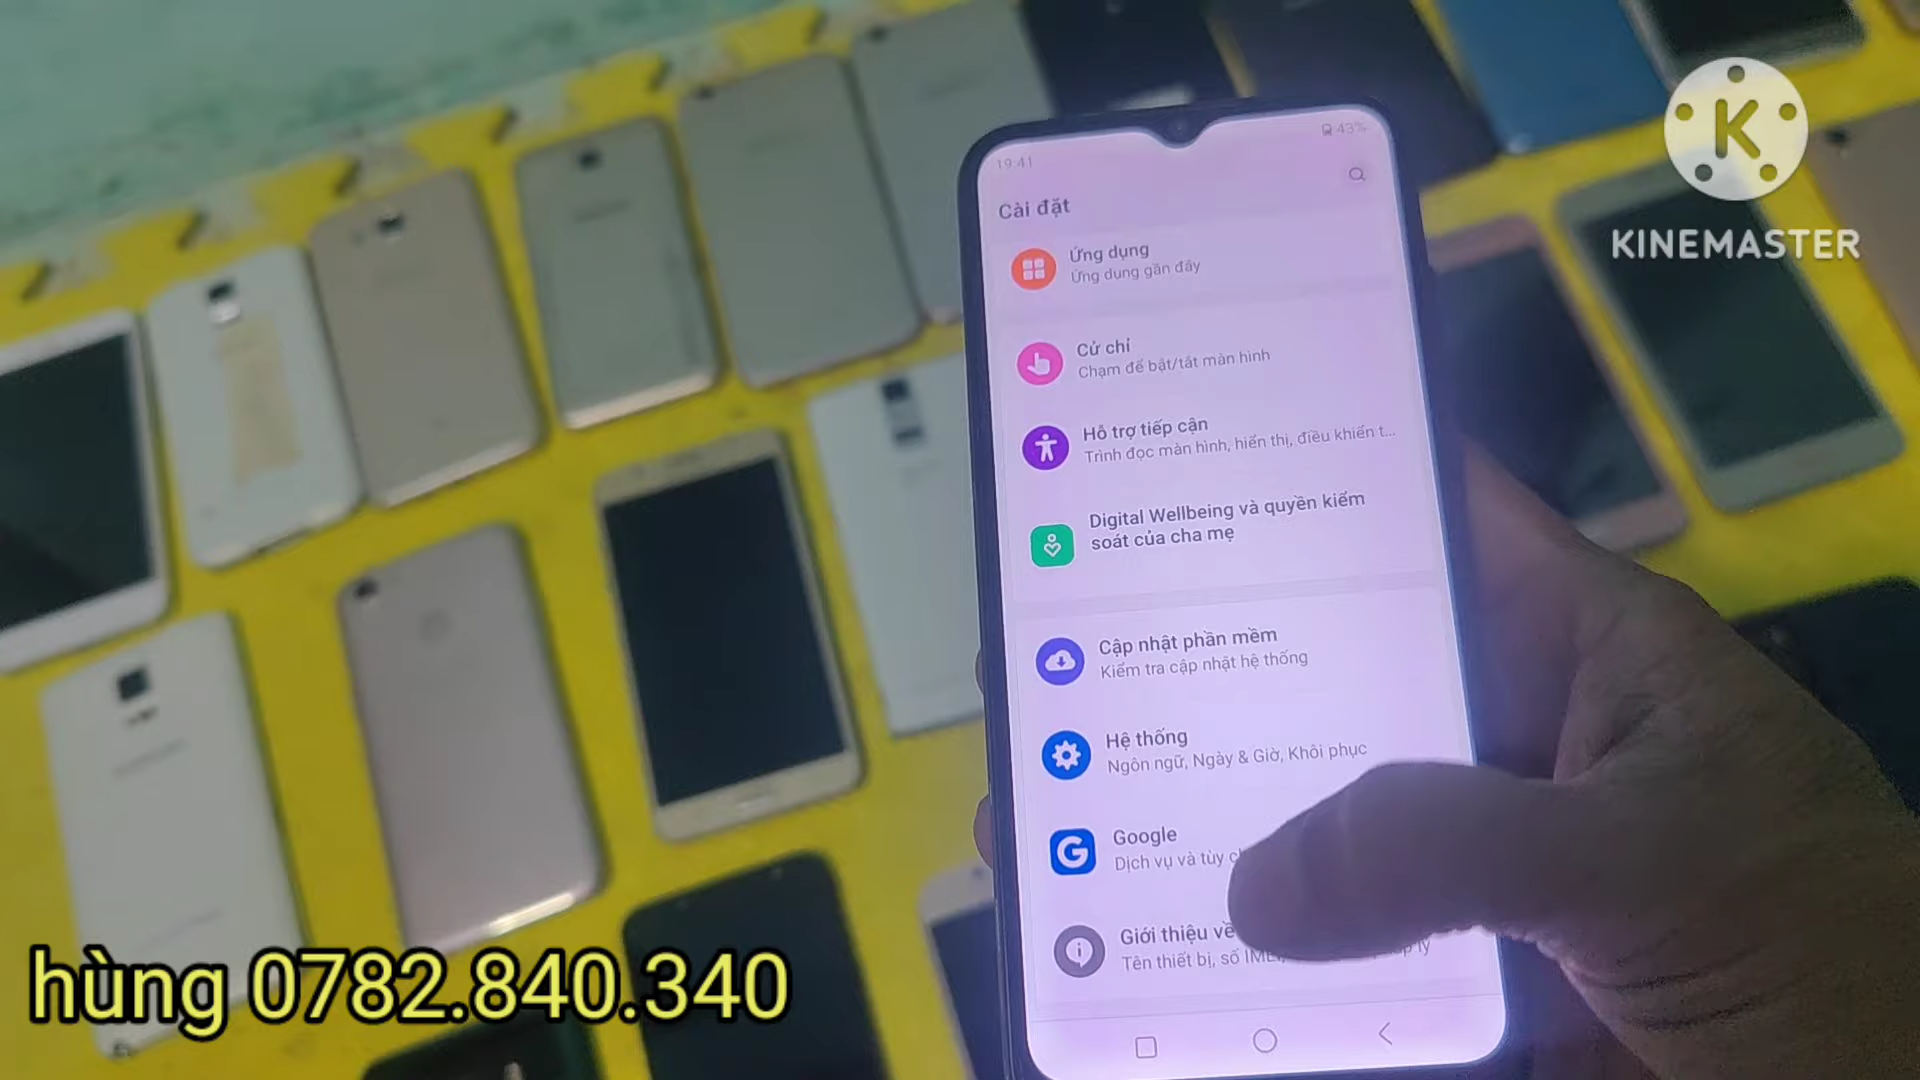 K
KINEMASTER
19:41
43%
Cài đặt
Ứng dụng
Ứng dụng gần đây
Cử chỉ
Chạm để bật/tắt màn hình
Hỗ trợ tiếp cận
Trình đọc màn hình, hiển thị, điều khiển t...
Digital Wellbeing và quyền kiểm
soát của cha mẹ
Cập nhật phần mềm
Kiểm tra cập nhật hệ thống
Hệ thống
Ngôn ngữ, Ngày & Giờ, Khôi phục
Google
Dịch vụ và tùy
Giới thiệu về
Tên thiết bị, số IMEI,
hùng 0782.840.340